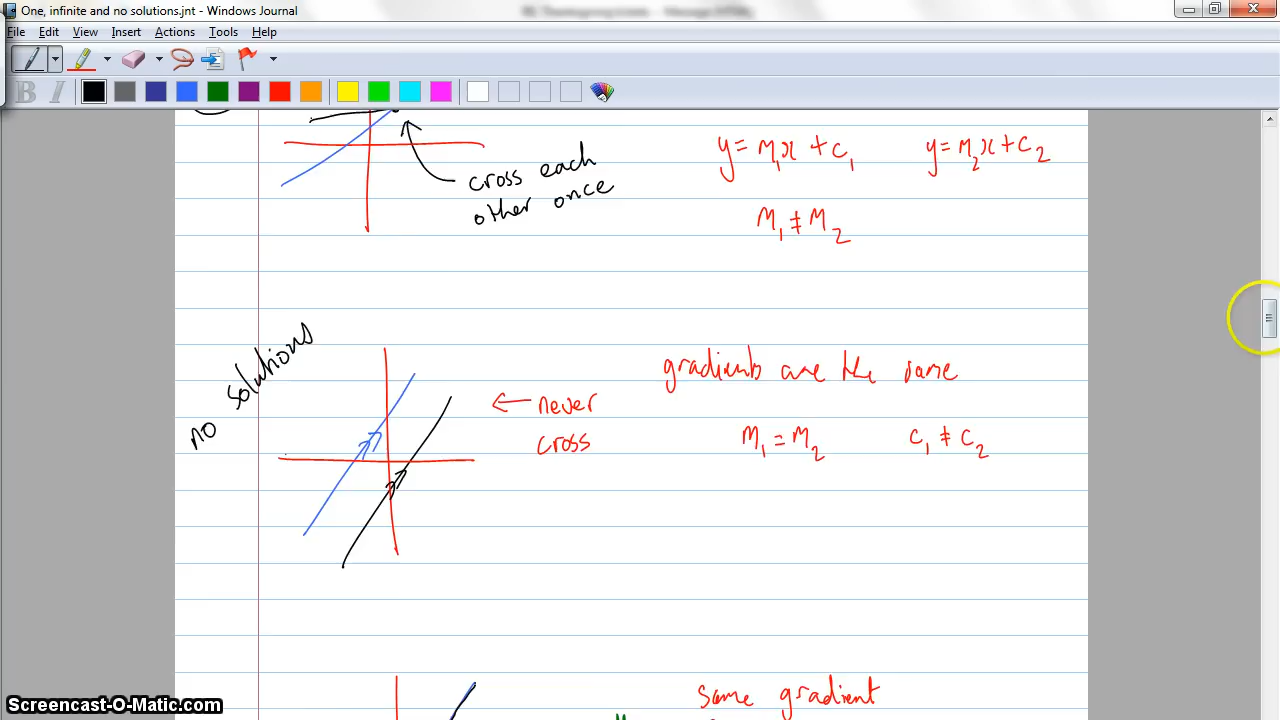 One, infinite and no solutions.jnt - Windows Journal
File Edit View Insert Actions Tools Help
B I
y = M₁x + C₁ y = M₂x + C₂
cross each
other once
M₁ ≠ M₂
no solutions
gradients are the same
← never
cross
M₁ = M₂ C₁ ≠ C₂
same gradient
Screencast-O-Matic.com